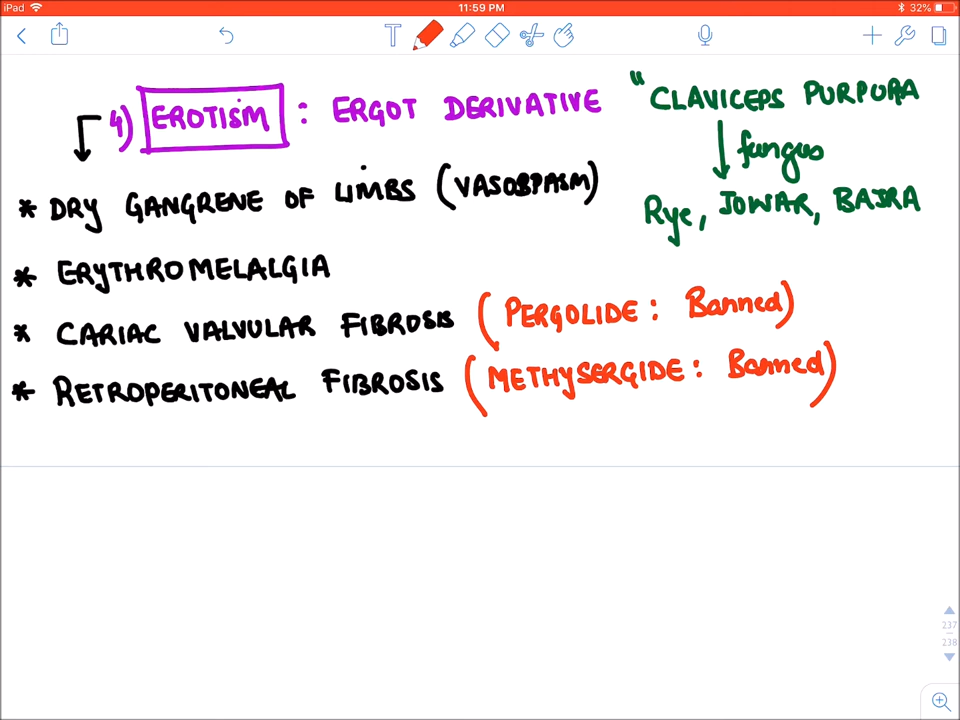 iPad 11:59 PM 32%
T
4) EROTISM : ERGOT DERIVATIVE
" CLAVICEPS PURPURA
fungus
Rye, JOWAR, BAJRA
* DRY GANGRENE OF LIMBS (VASOBPASM)
* ERYTHROMELALGIA
* CARIAC VALVULAR FIBROSIS (PERGOLIDE : Banned)
* RETROPERITONEAL FIBROSIS (METHYSERGIDE : Banned)
237
238